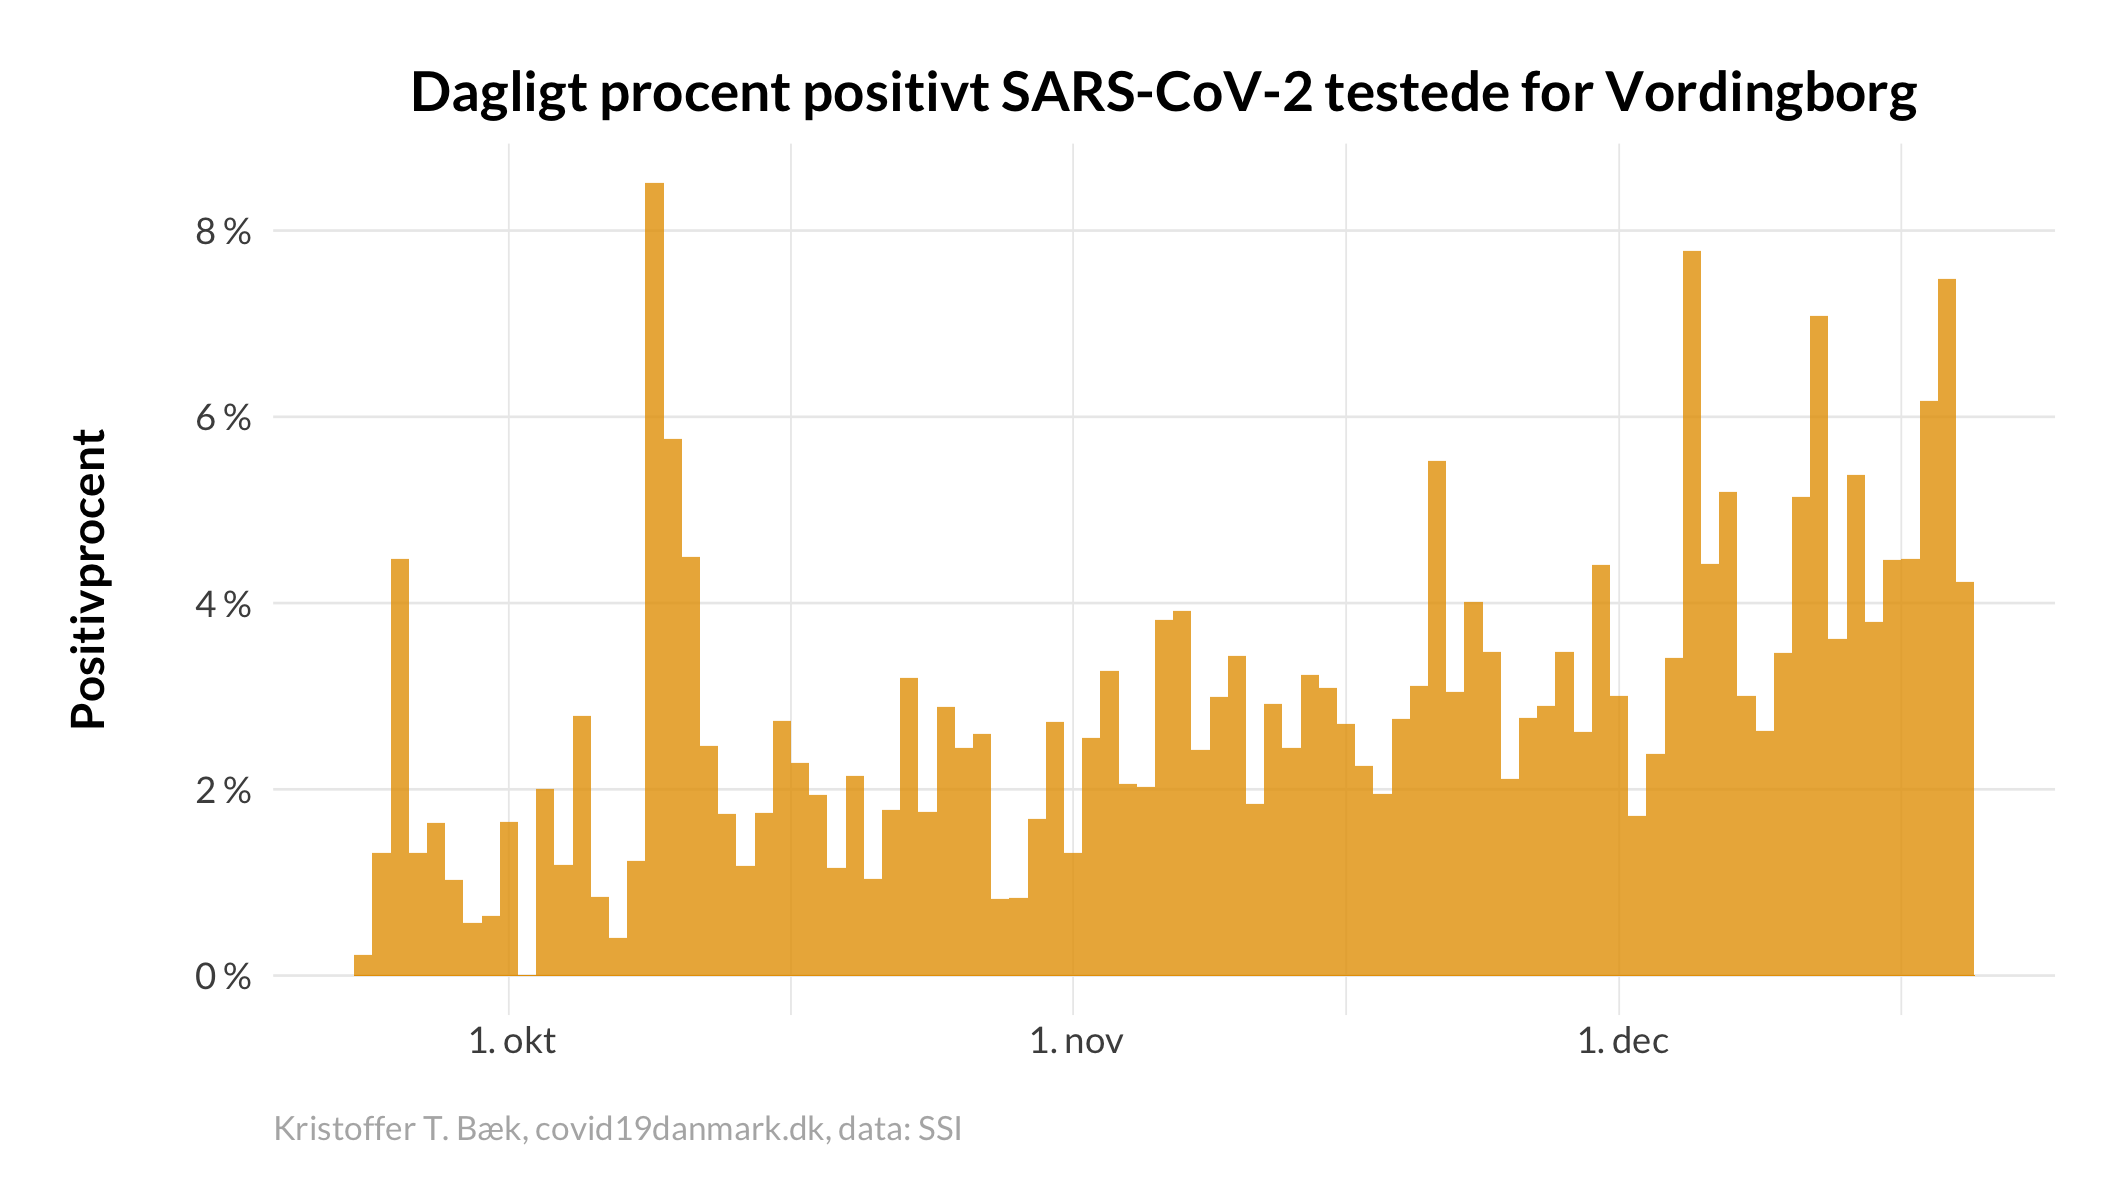 Dagligt procent positivt SARS-CoV-2 testede for Vordingborg
Positivprocent
8 %
6 %
4 %
2 %
0 %
1. okt
1. nov
1. dec
Kristoffer T. Bæk, covid19danmark.dk, data: SSI